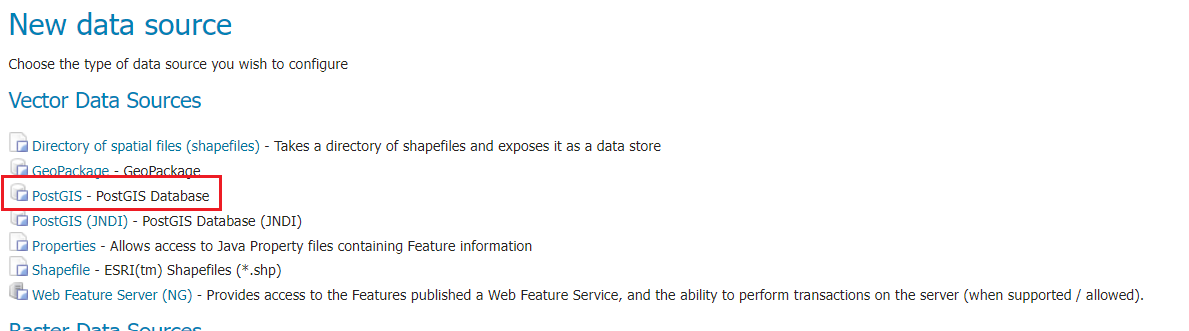 New data source
Choose the type of data source you wish to configure
Vector Data Sources
Directory of spatial files (shapefiles) - Takes a directory of shapefiles and exposes it as a data store
GeoPackage - GeoPackage
PostGIS - PostGIS Database
PostGIS (JNDI) - PostGIS Database (JNDI)
Properties - Allows access to Java Property files containing Feature information
Shapefile - ESRI(tm) Shapefiles (*.shp)
Web Feature Server (NG) - Provides access to the Features published a Web Feature Service, and the ability to perform transactions on the server (when supported / allowed).
Raster Data Sources